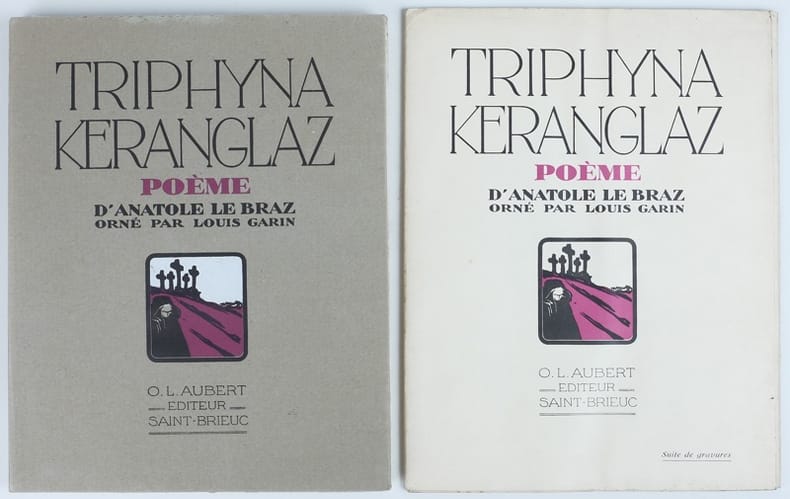 TRIPHYNA
KERANGLAZ
POÈME
D'ANATOLE LE BRAZ
ORNÉ PAR LOUIS GARIN
O. L. AUBERT
EDITEUR
SAINT-BRIEUC
TRIPHYNA
KERANGLAZ
POÈME
D'ANATOLE LE BRAZ
ORNÉ PAR LOUIS GARIN
O. L. AUBERT
EDITEUR
SAINT-BRIEUC
Suite de gravures